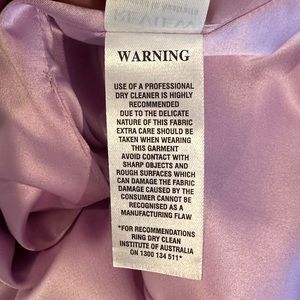 REVIEW
WARNING
USE OF A PROFESSIONAL
DRY CLEANER IS HIGHLY
RECOMMENDED
DUE TO THE DELICATE
NATURE OF THIS FABRIC
EXTRA CARE SHOULD BE
TAKEN WHEN WEARING
THIS GARMENT
AVOID CONTACT WITH
SHARP OBJECTS AND
ROUGH SURFACES WHICH
CAN DAMAGE THE FABRIC
DAMAGE CAUSED BY THE
CONSUMER CANNOT BE
RECOGNISED AS A
MANUFACTURING FLAW
*FOR RECOMMENDATIONS
RING DRY CLEAN
INSTITUTE OF AUSTRALIA
ON 1300 134 511*